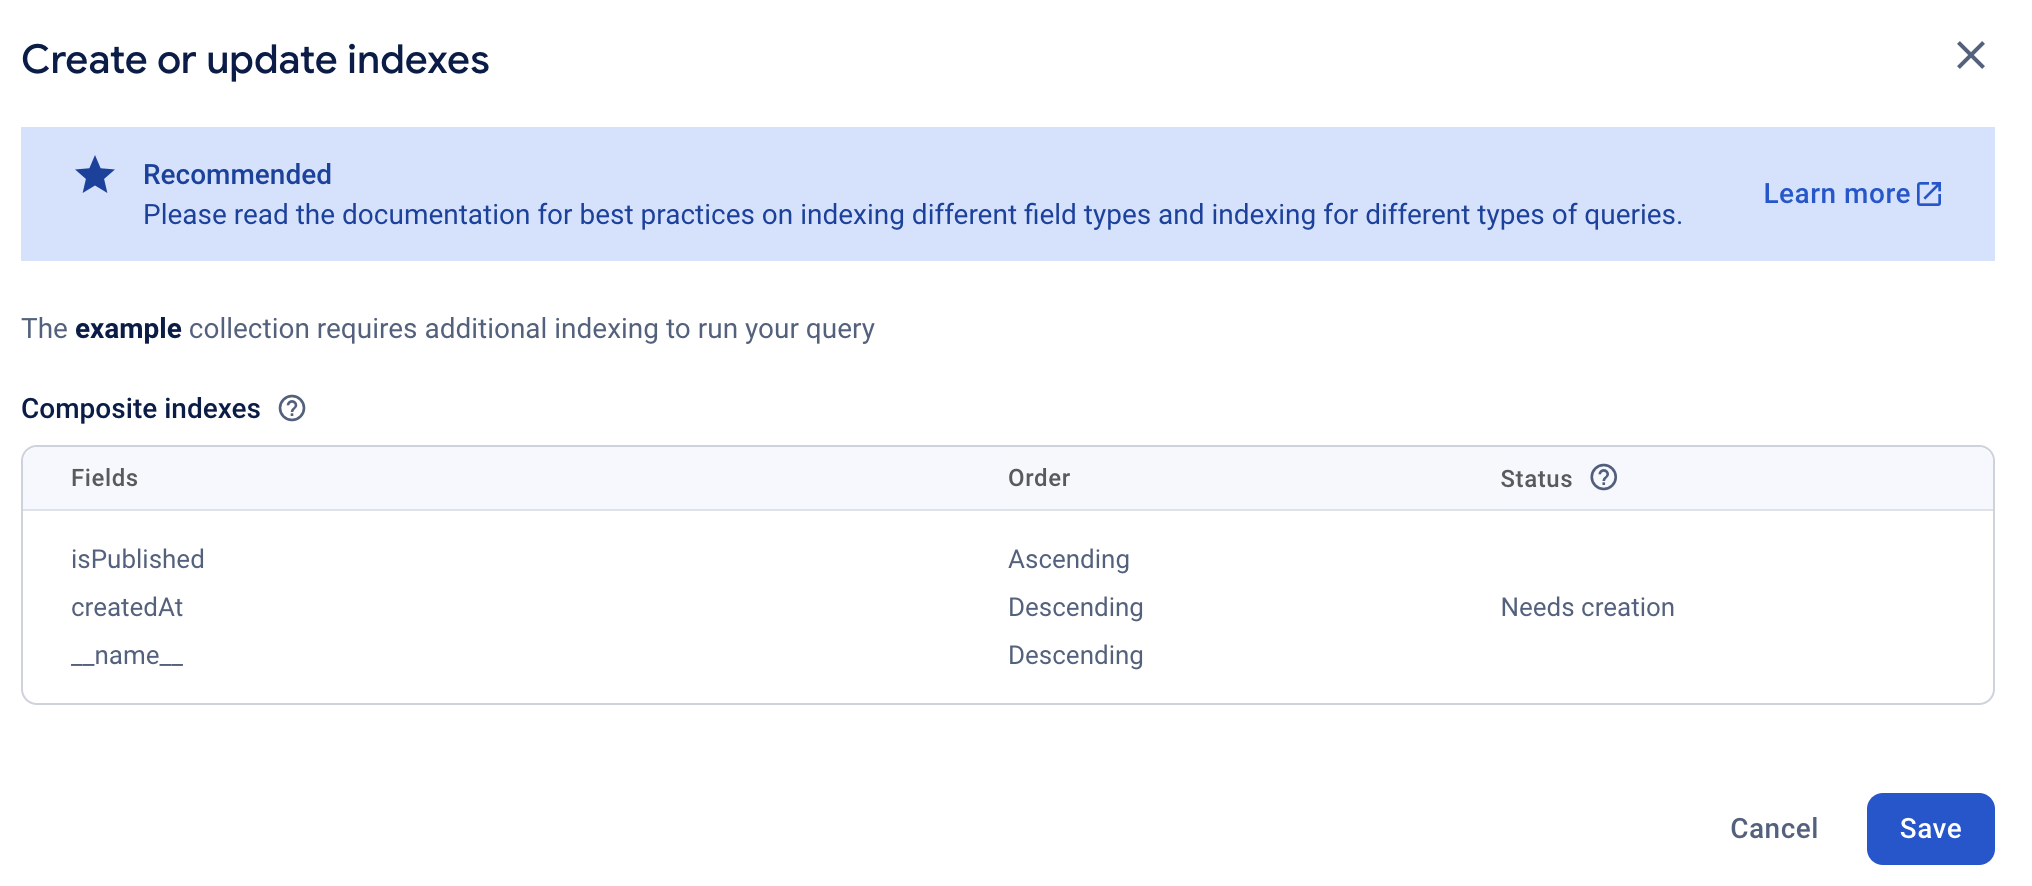 Create or update indexes
Recommended
Please read the documentation for best practices on indexing different field types and indexing for different types of queries.
Learn more
The example collection requires additional indexing to run your query
Composite indexes
Fields Order Status
isPublished Ascending
createdAt Descending Needs creation
__name__ Descending
Cancel Save